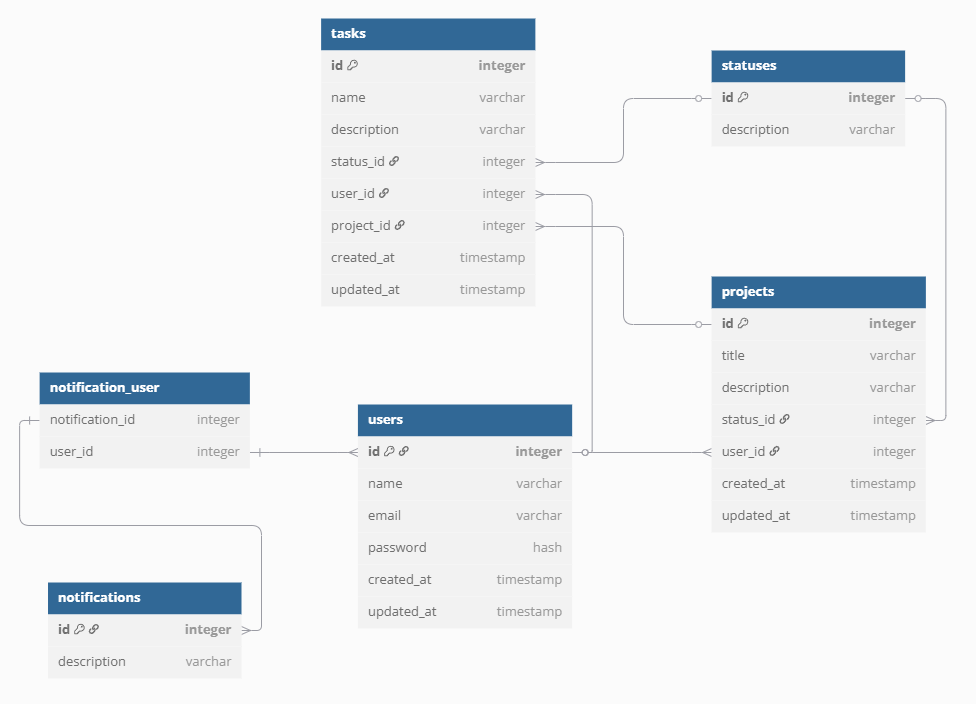 tasks
id integer
name varchar
description varchar
status_id integer
user_id integer
project_id integer
created_at timestamp
updated_at timestamp
statuses
id integer
description varchar
projects
id integer
title varchar
description varchar
status_id integer
user_id integer
created_at timestamp
updated_at timestamp
notification_user
notification_id integer
user_id integer
users
id integer
name varchar
email varchar
password hash
created_at timestamp
updated_at timestamp
notifications
id integer
description varchar